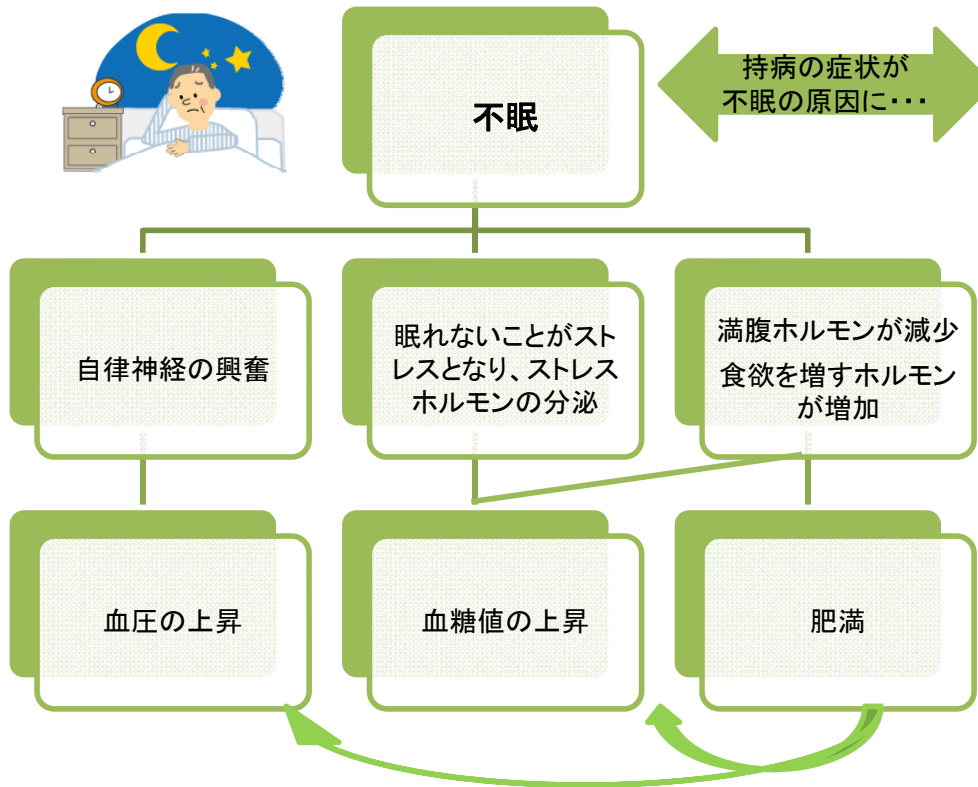 不眠
持病の症状が
不眠の原因に・・・
自律神経の興奮
眠れないことがスト
レスとなり、ストレス
ホルモンの分泌
満腹ホルモンが減少
食欲を増すホルモン
が増加
血圧の上昇
血糖値の上昇
肥満